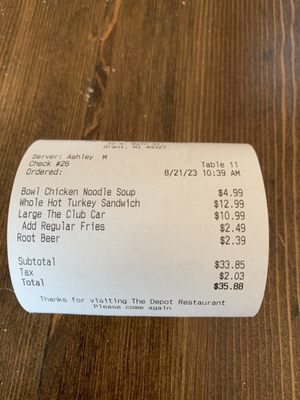 Grant, MI 49327
Server: Ashley M
Check #26 Table 11
Ordered: 8/21/23 10:39 AM
Bowl Chicken Noodle Soup $4.99
Whole Hot Turkey Sandwich $12.99
Large The Club Car $10.99
Add Regular Fries $2.49
Root Beer $2.39
Subtotal $33.85
Tax $2.03
Total $35.88
Thanks for visiting The Depot Restaurant
Please come again